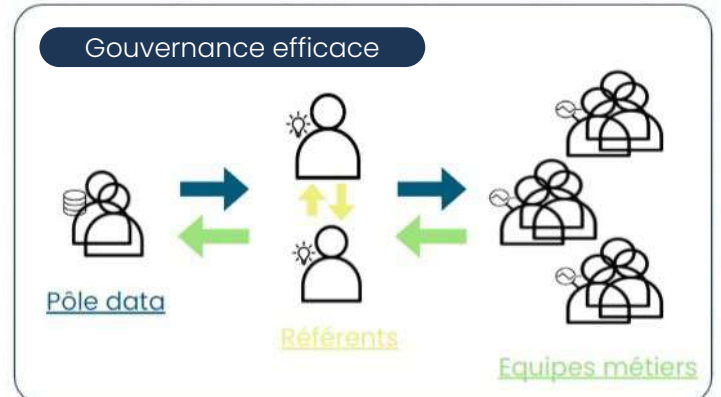 Gouvernance efficace
Pôle data
Référents
Equipes métiers